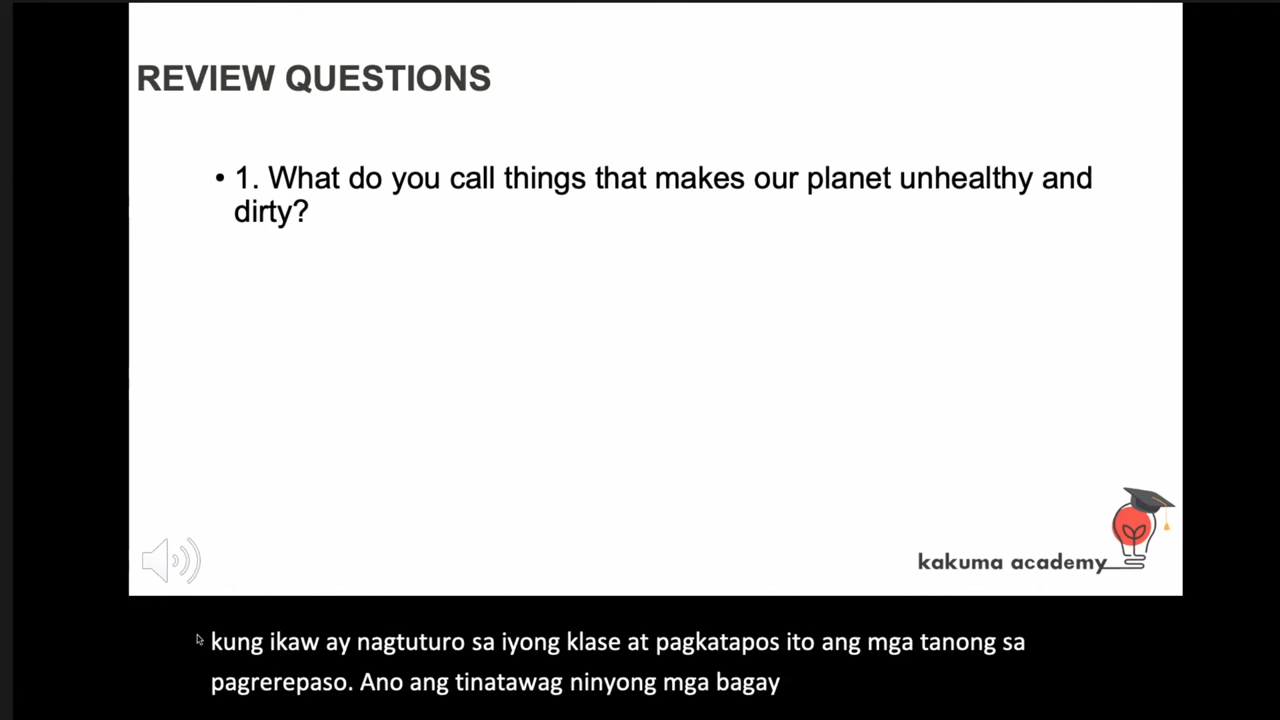 REVIEW QUESTIONS
• 1. What do you call things that makes our planet unhealthy and
dirty?
kakuma academy
kung ikaw ay nagtuturo sa iyong klase at pagkatapos ito ang mga tanong sa
pagrerepaso. Ano ang tinatawag ninyong mga bagay